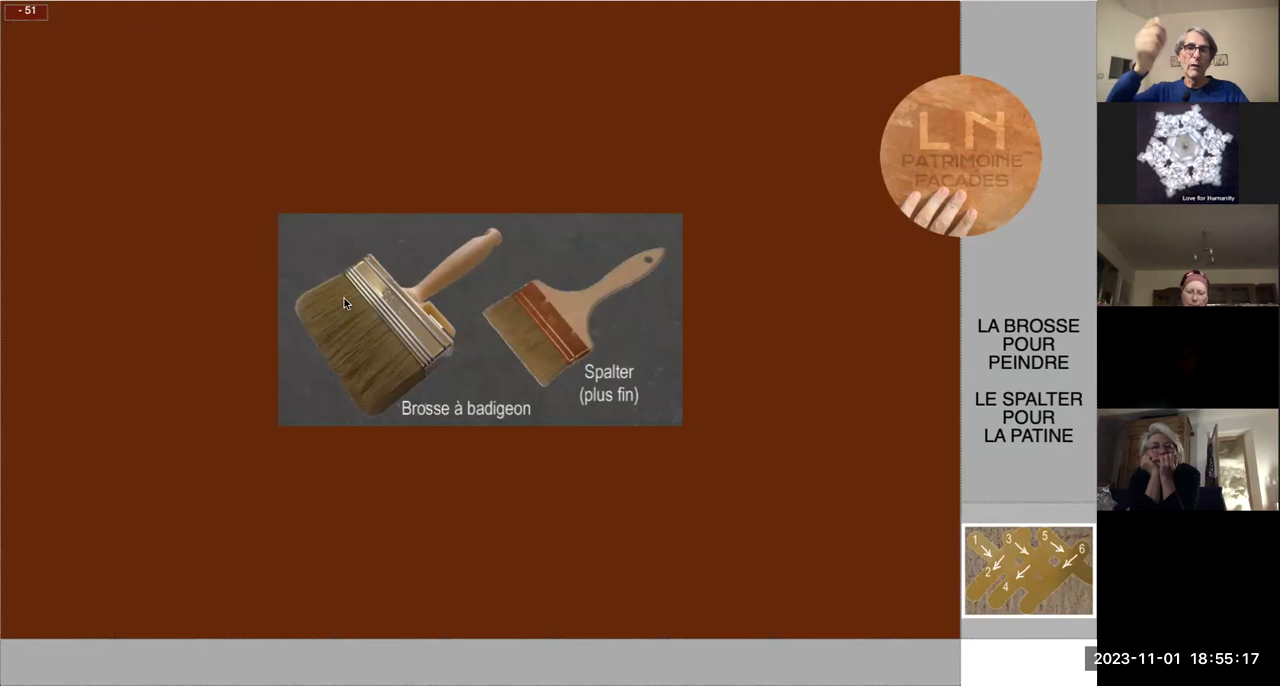 - 51
LN
PATRIMOINE
FACADES
Love for Humanity
Brosse à badigeon
Spalter
(plus fin)
LA BROSSE
POUR
PEINDRE
LE SPALTER
POUR
LA PATINE
1
3
5
6
2
4
2023-11-01 18:55:17